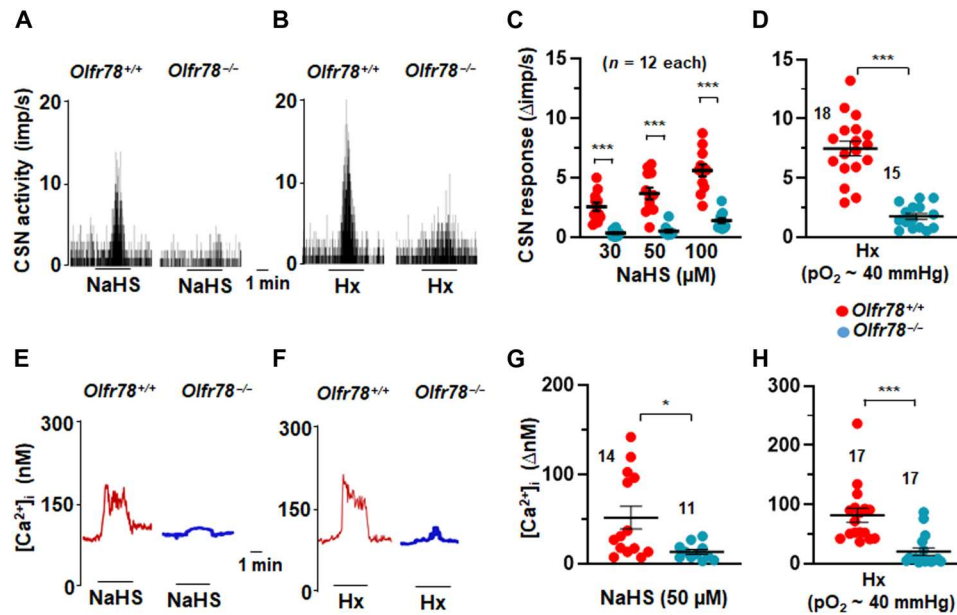 A
Olfr78+/+ Olfr78−/−
CSN activity (imp/s)
20
10
0
NaHS NaHS
1 min
B
Olfr78+/+ Olfr78−/−
20
10
0
Hx Hx
C
CSN response (Δimp/s)
(n = 12 each)
15
10
5
0
*** *** ***
30 50 100
NaHS (μM)
D
15
10
5
0
***
18
15
Hx
(pO2 ~ 40 mmHg)
Olfr78+/+
Olfr78−/−
E
Olfr78+/+ Olfr78−/−
[Ca2+]i (nM)
300
150
0
NaHS NaHS
1 min
F
Olfr78+/+ Olfr78−/−
300
150
0
Hx Hx
G
[Ca2+]i (ΔnM)
200
100
0
*
14
11
NaHS (50 μM)
H
300
200
100
0
***
17
17
Hx
(pO2 ~ 40 mmHg)